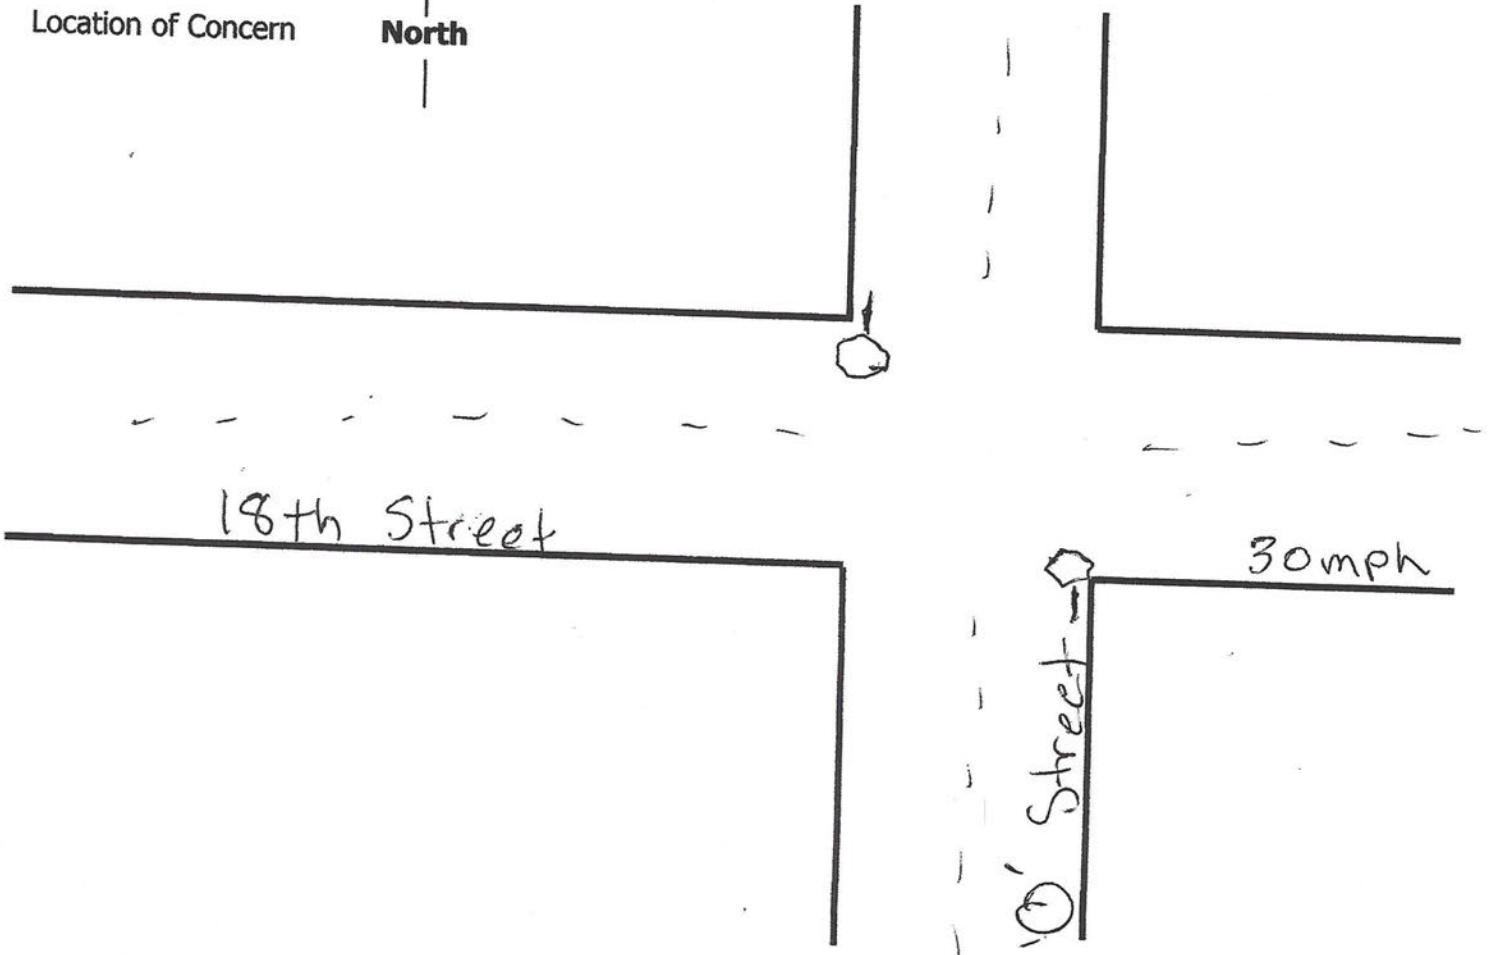 Location of Concern
North
18th Street
30mph
'O' Street